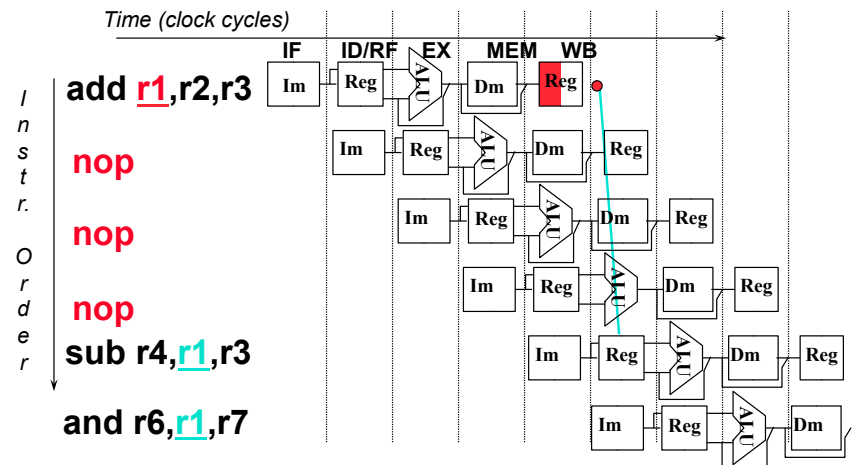 Time (clock cycles)
IF ID/RF EX MEM WB
Instr. Order
add r1,r2,r3 Im Reg ALU Dm Reg
nop Im Reg ALU Dm Reg
nop Im Reg ALU Dm Reg
nop Im Reg ALU Dm Reg
sub r4,r1,r3 Im Reg ALU Dm Reg
and r6,r1,r7 Im Reg ALU Dm